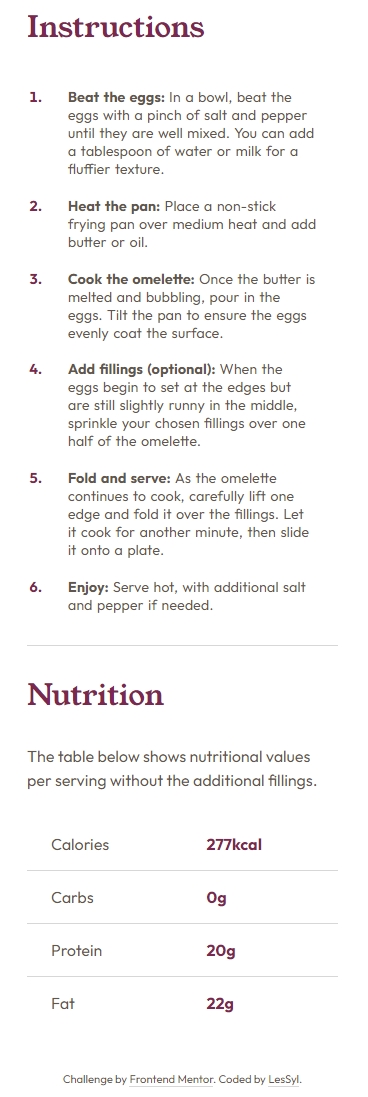 Instructions
1. Beat the eggs: In a bowl, beat the
eggs with a pinch of salt and pepper
until they are well mixed. You can add
a tablespoon of water or milk for a
fluffier texture.
2. Heat the pan: Place a non-stick
frying pan over medium heat and add
butter or oil.
3. Cook the omelette: Once the butter is
melted and bubbling, pour in the
eggs. Tilt the pan to ensure the eggs
evenly coat the surface.
4. Add fillings (optional): When the
eggs begin to set at the edges but
are still slightly runny in the middle,
sprinkle your chosen fillings over one
half of the omelette.
5. Fold and serve: As the omelette
continues to cook, carefully lift one
edge and fold it over the fillings. Let
it cook for another minute, then slide
it onto a plate.
6. Enjoy: Serve hot, with additional salt
and pepper if needed.
Nutrition
The table below shows nutritional values
per serving without the additional fillings.
Calories 277kcal
Carbs 0g
Protein 20g
Fat 22g
Challenge by Frontend Mentor. Coded by LesSyl.